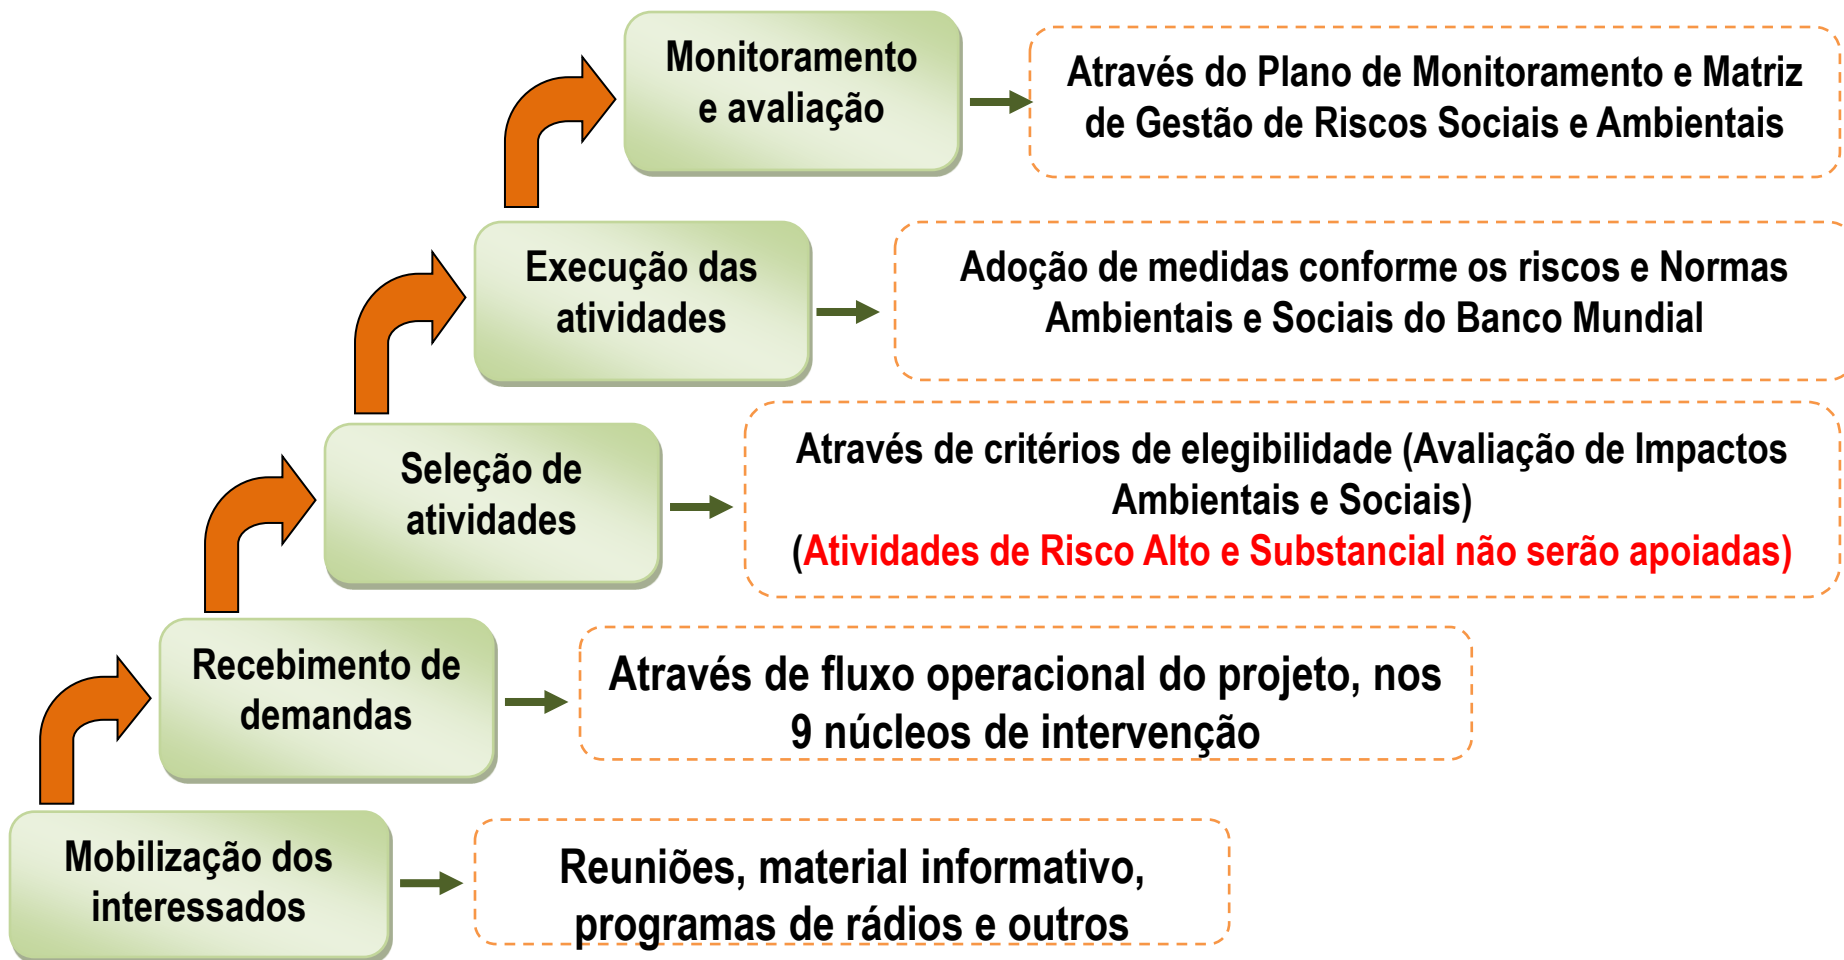 Monitoramento
e avaliação
Através do Plano de Monitoramento e Matriz
de Gestão de Riscos Sociais e Ambientais
Execução das
atividades
Adoção de medidas conforme os riscos e Normas
Ambientais e Sociais do Banco Mundial
Seleção de
atividades
Através de critérios de elegibilidade (Avaliação de Impactos
Ambientais e Sociais)
(Atividades de Risco Alto e Substancial não serão apoiadas)
Recebimento de
demandas
Através de fluxo operacional do projeto, nos
9 núcleos de intervenção
Mobilização dos
interessados
Reuniões, material informativo,
programas de rádios e outros